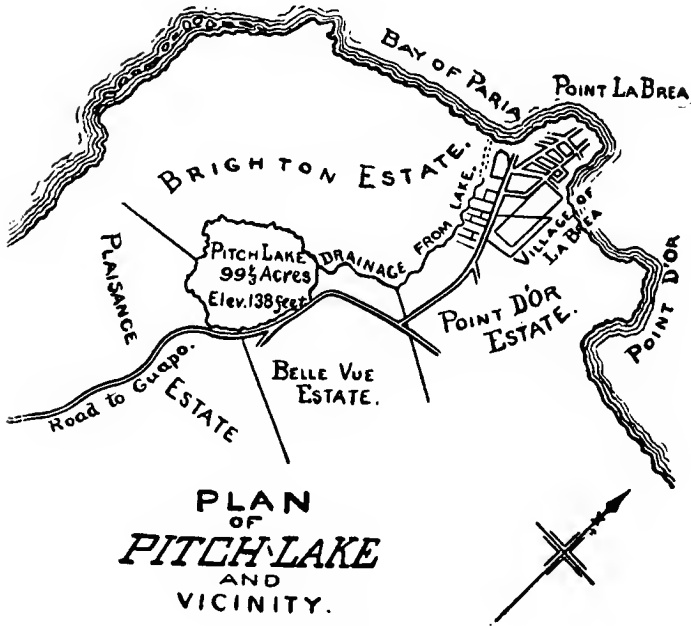 BAY OF PARIA
POINT LA BREA
BRIGHTON ESTATE.
DRAINAGE FROM LAKE.
VILLAGE OF
LA BREA
PLAISANCE
ESTATE
PITCH LAKE
99½ Acres
Elev. 138 feet
POINT D'OR
ESTATE.
POINT D'OR
BELLE VUE
ESTATE.
Road to Guapo.
PLAN
OF
PITCH LAKE
AND
VICINITY.